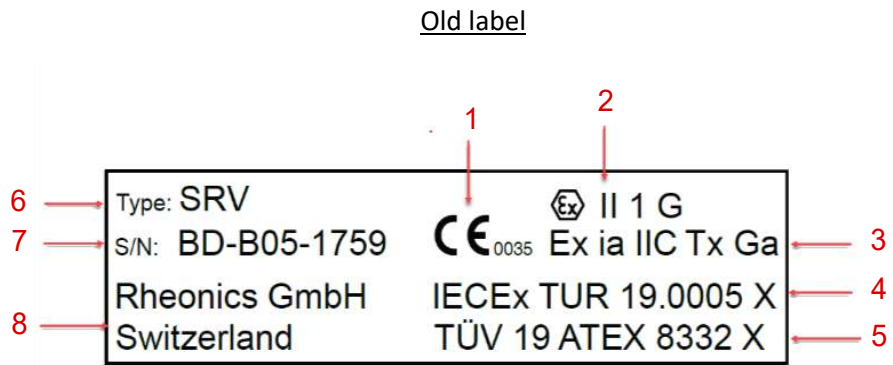 Old label
1
2
6
Type: SRV
Ex II 1 G
7
S/N: BD-B05-1759
CE 0035
Ex ia IIC Tx Ga
3
Rheonics GmbH
IECEx TUR 19.0005 X
4
8
Switzerland
TÜV 19 ATEX 8332 X
5